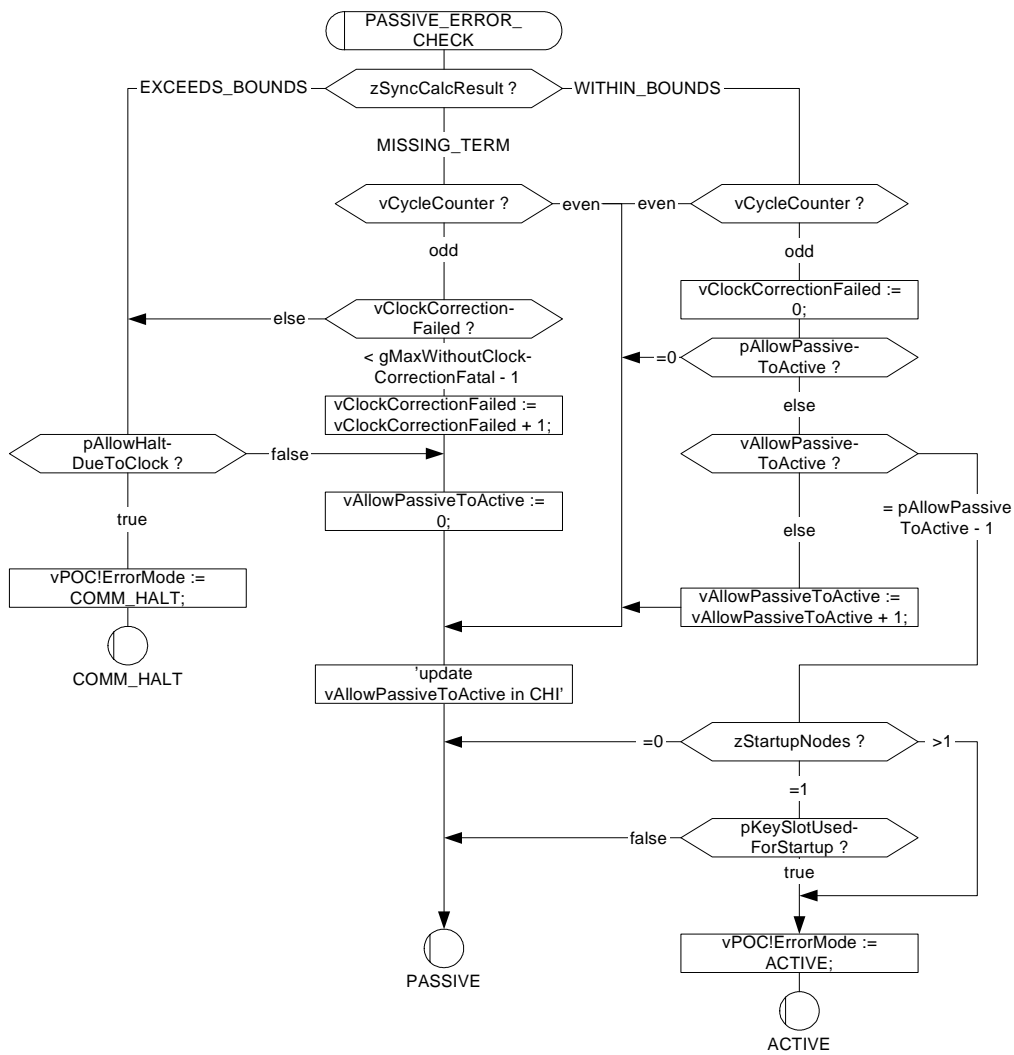 PASSIVE_ERROR_
CHECK
EXCEEDS_BOUNDS
zSyncCalcResult ?
WITHIN_BOUNDS
MISSING_TERM
vCycleCounter ?
even
even
vCycleCounter ?
odd
odd
vClockCorrectionFailed :=
0;
else
vClockCorrection-
Failed ?
=0
pAllowPassive-
ToActive ?
< gMaxWithoutClock-
CorrectionFatal - 1
vClockCorrectionFailed :=
vClockCorrectionFailed + 1;
else
pAllowHalt-
DueToClock ?
false
vAllowPassive-
ToActive ?
= pAllowPassive
ToActive - 1
true
vAllowPassiveToActive :=
0;
else
vPOC!ErrorMode :=
COMM_HALT;
vAllowPassiveToActive :=
vAllowPassiveToActive + 1;
COMM_HALT
'update
vAllowPassiveToActive in CHI’
=0
zStartupNodes ?
>1
=1
false
pKeySlotUsed-
ForStartup ?
true
vPOC!ErrorMode :=
ACTIVE;
PASSIVE
ACTIVE